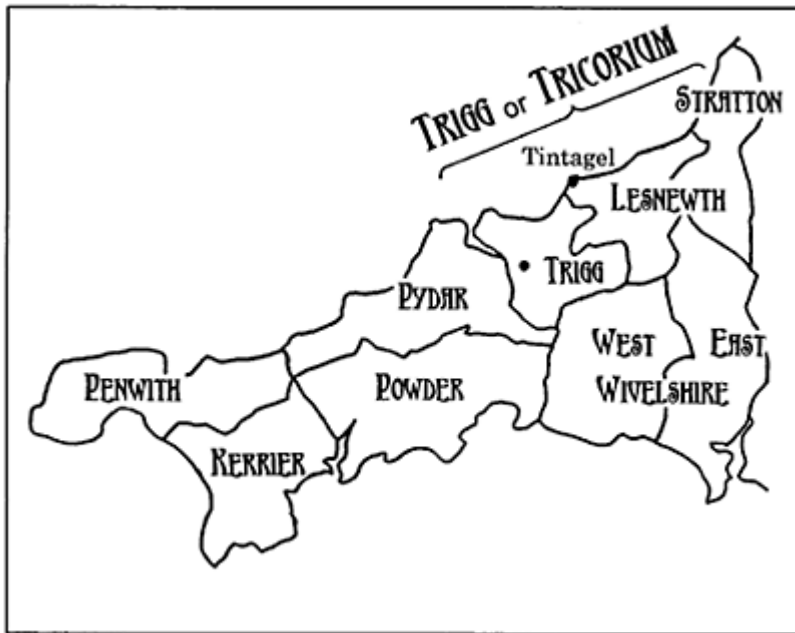 TRIGG or TRICORIUM
STRATTON
Tintagel
LESNEWTH
TRIGG
PYDAR
WEST
EAST
WIVELSHIRE
PENWITH
POWDER
KERRIER